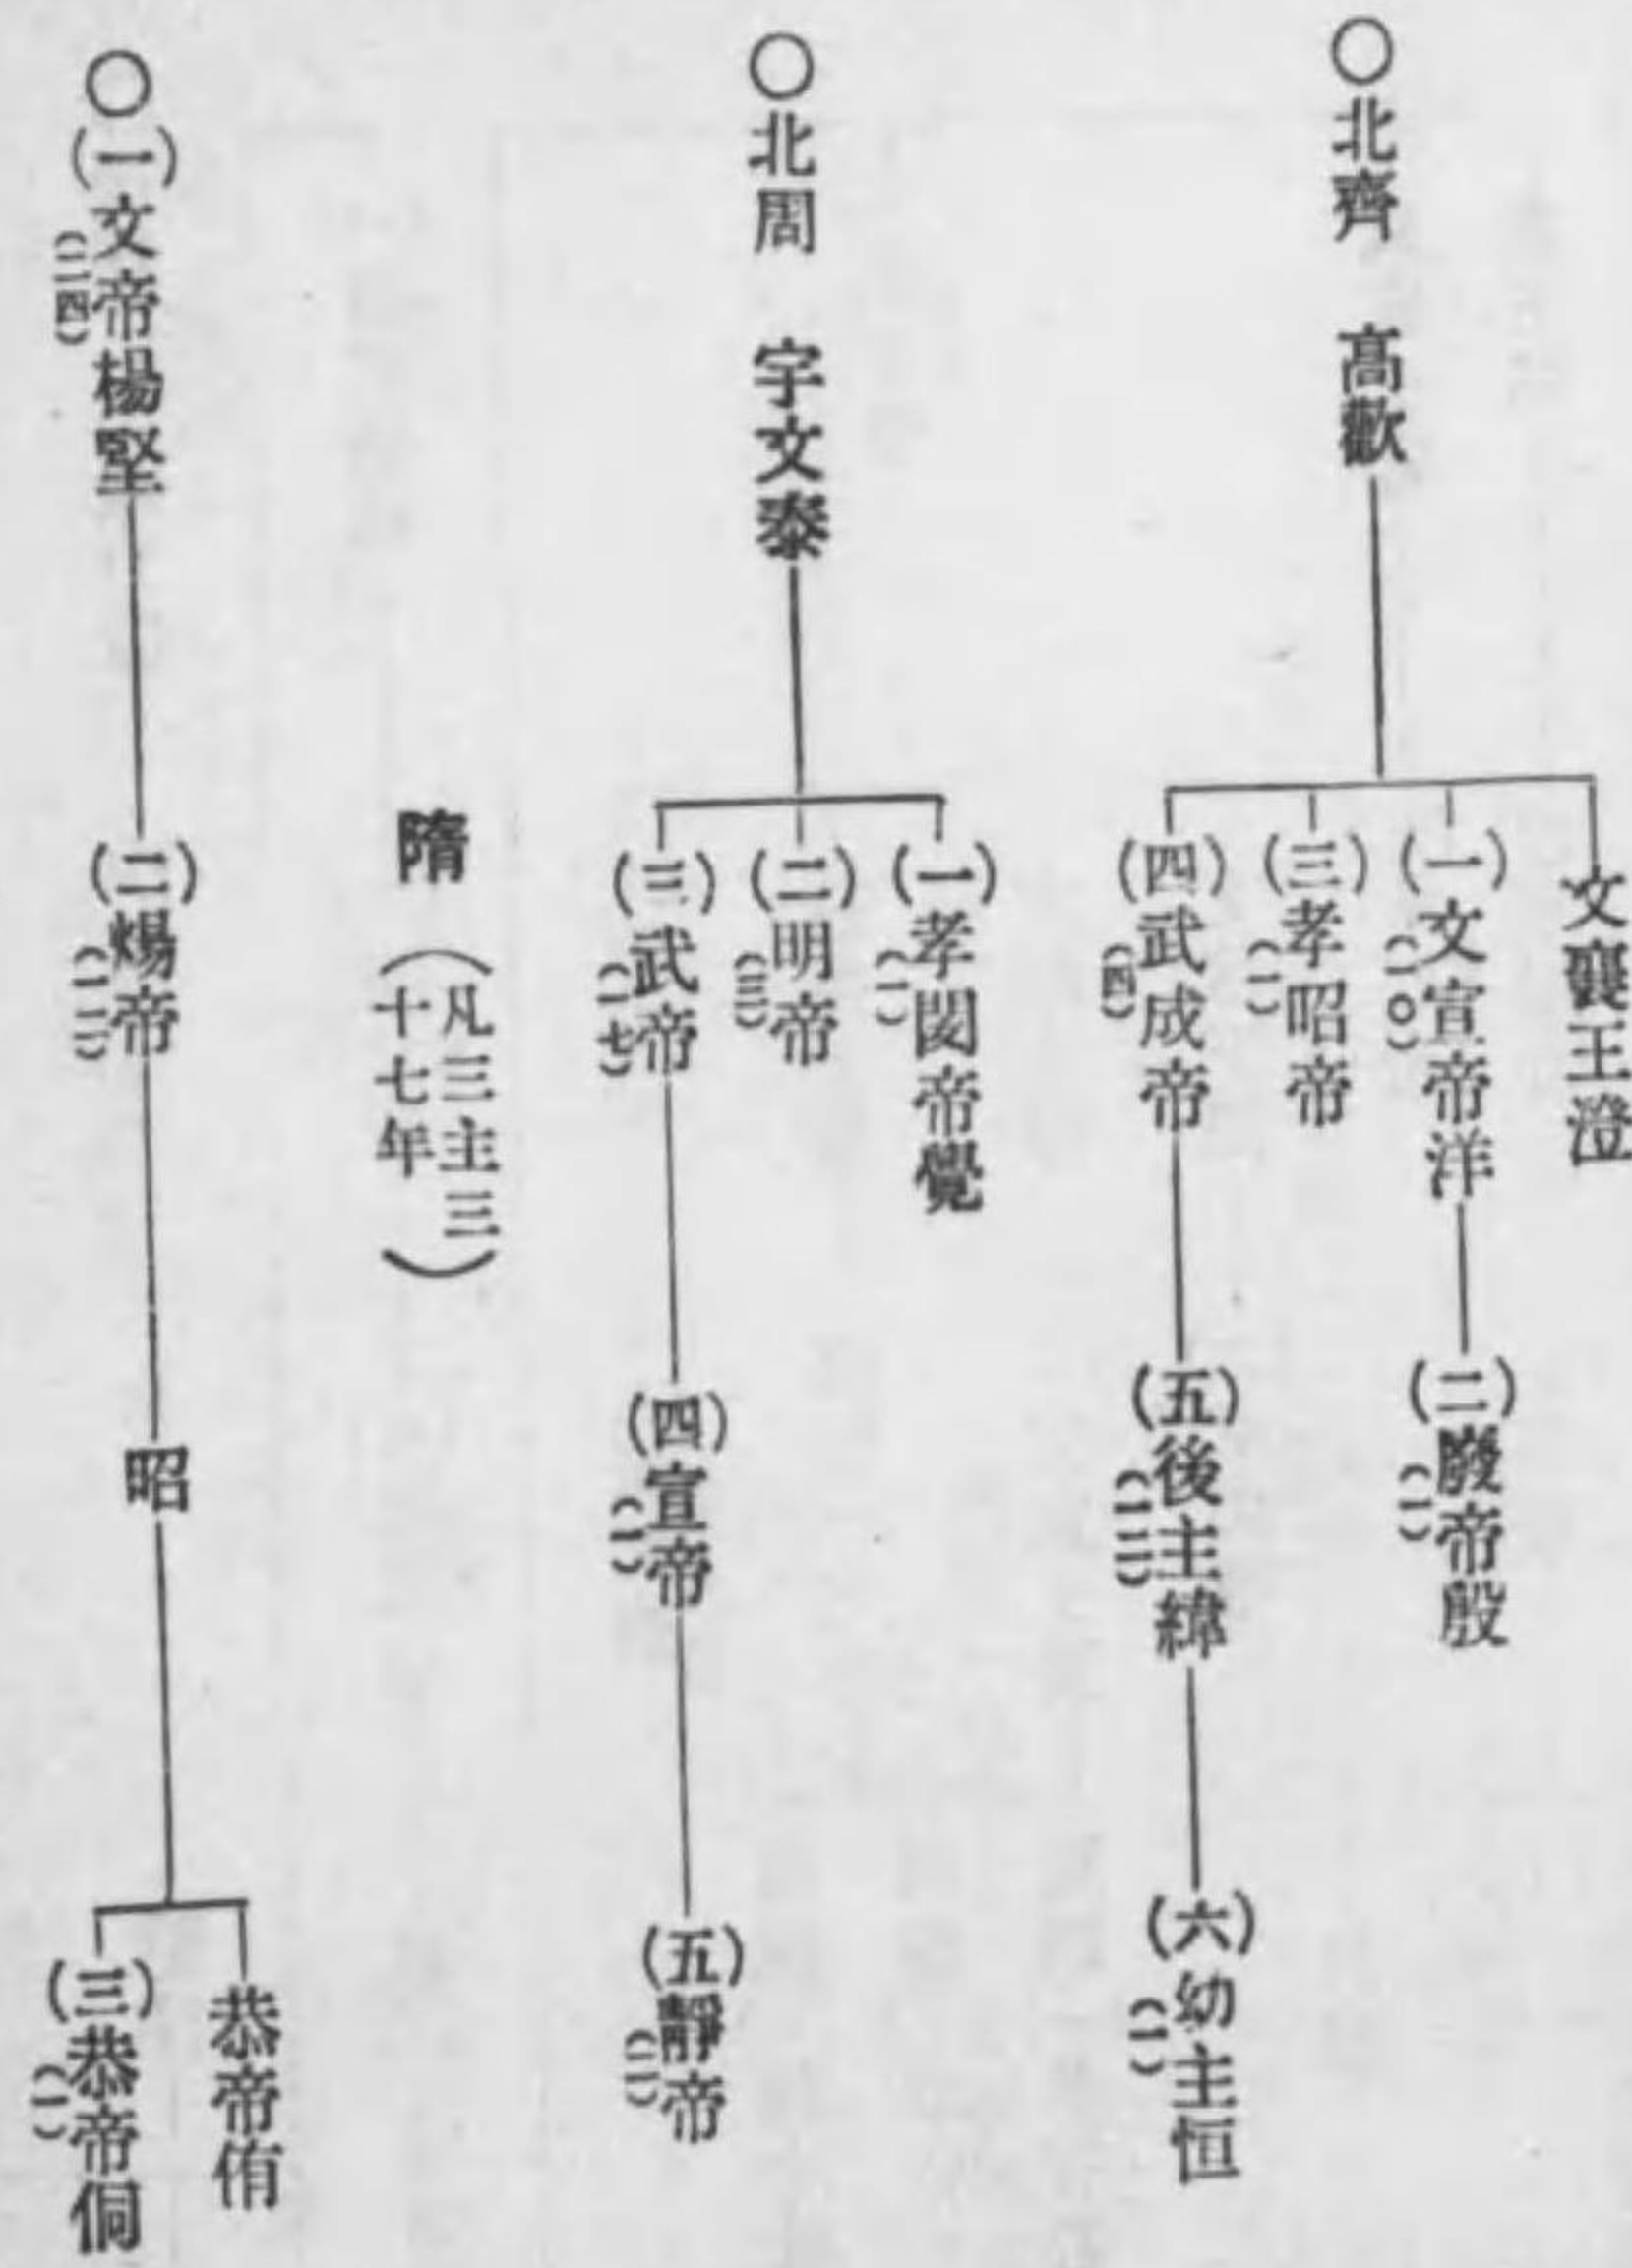 〇北齊 高歡
文襄王澄
(一)文宣帝洋
(一〇)
(二)廢帝殷
(一)
(三)孝昭帝
(一)
(四)武成帝
(四)
(五)後主緯
(一二)
(六)幼主恒
(一)
〇北周 宇文泰
(一)孝閔帝覺
(一)
(二)明帝
(三)
(三)武帝
(一七)
(四)宣帝
(一)
(五)靜帝
(二)
隋(凡三主三
十七年)
〇(一)文帝楊堅
(二四)
(二)煬帝
(一二)
昭
恭帝侑
(三)恭帝侗
(一)